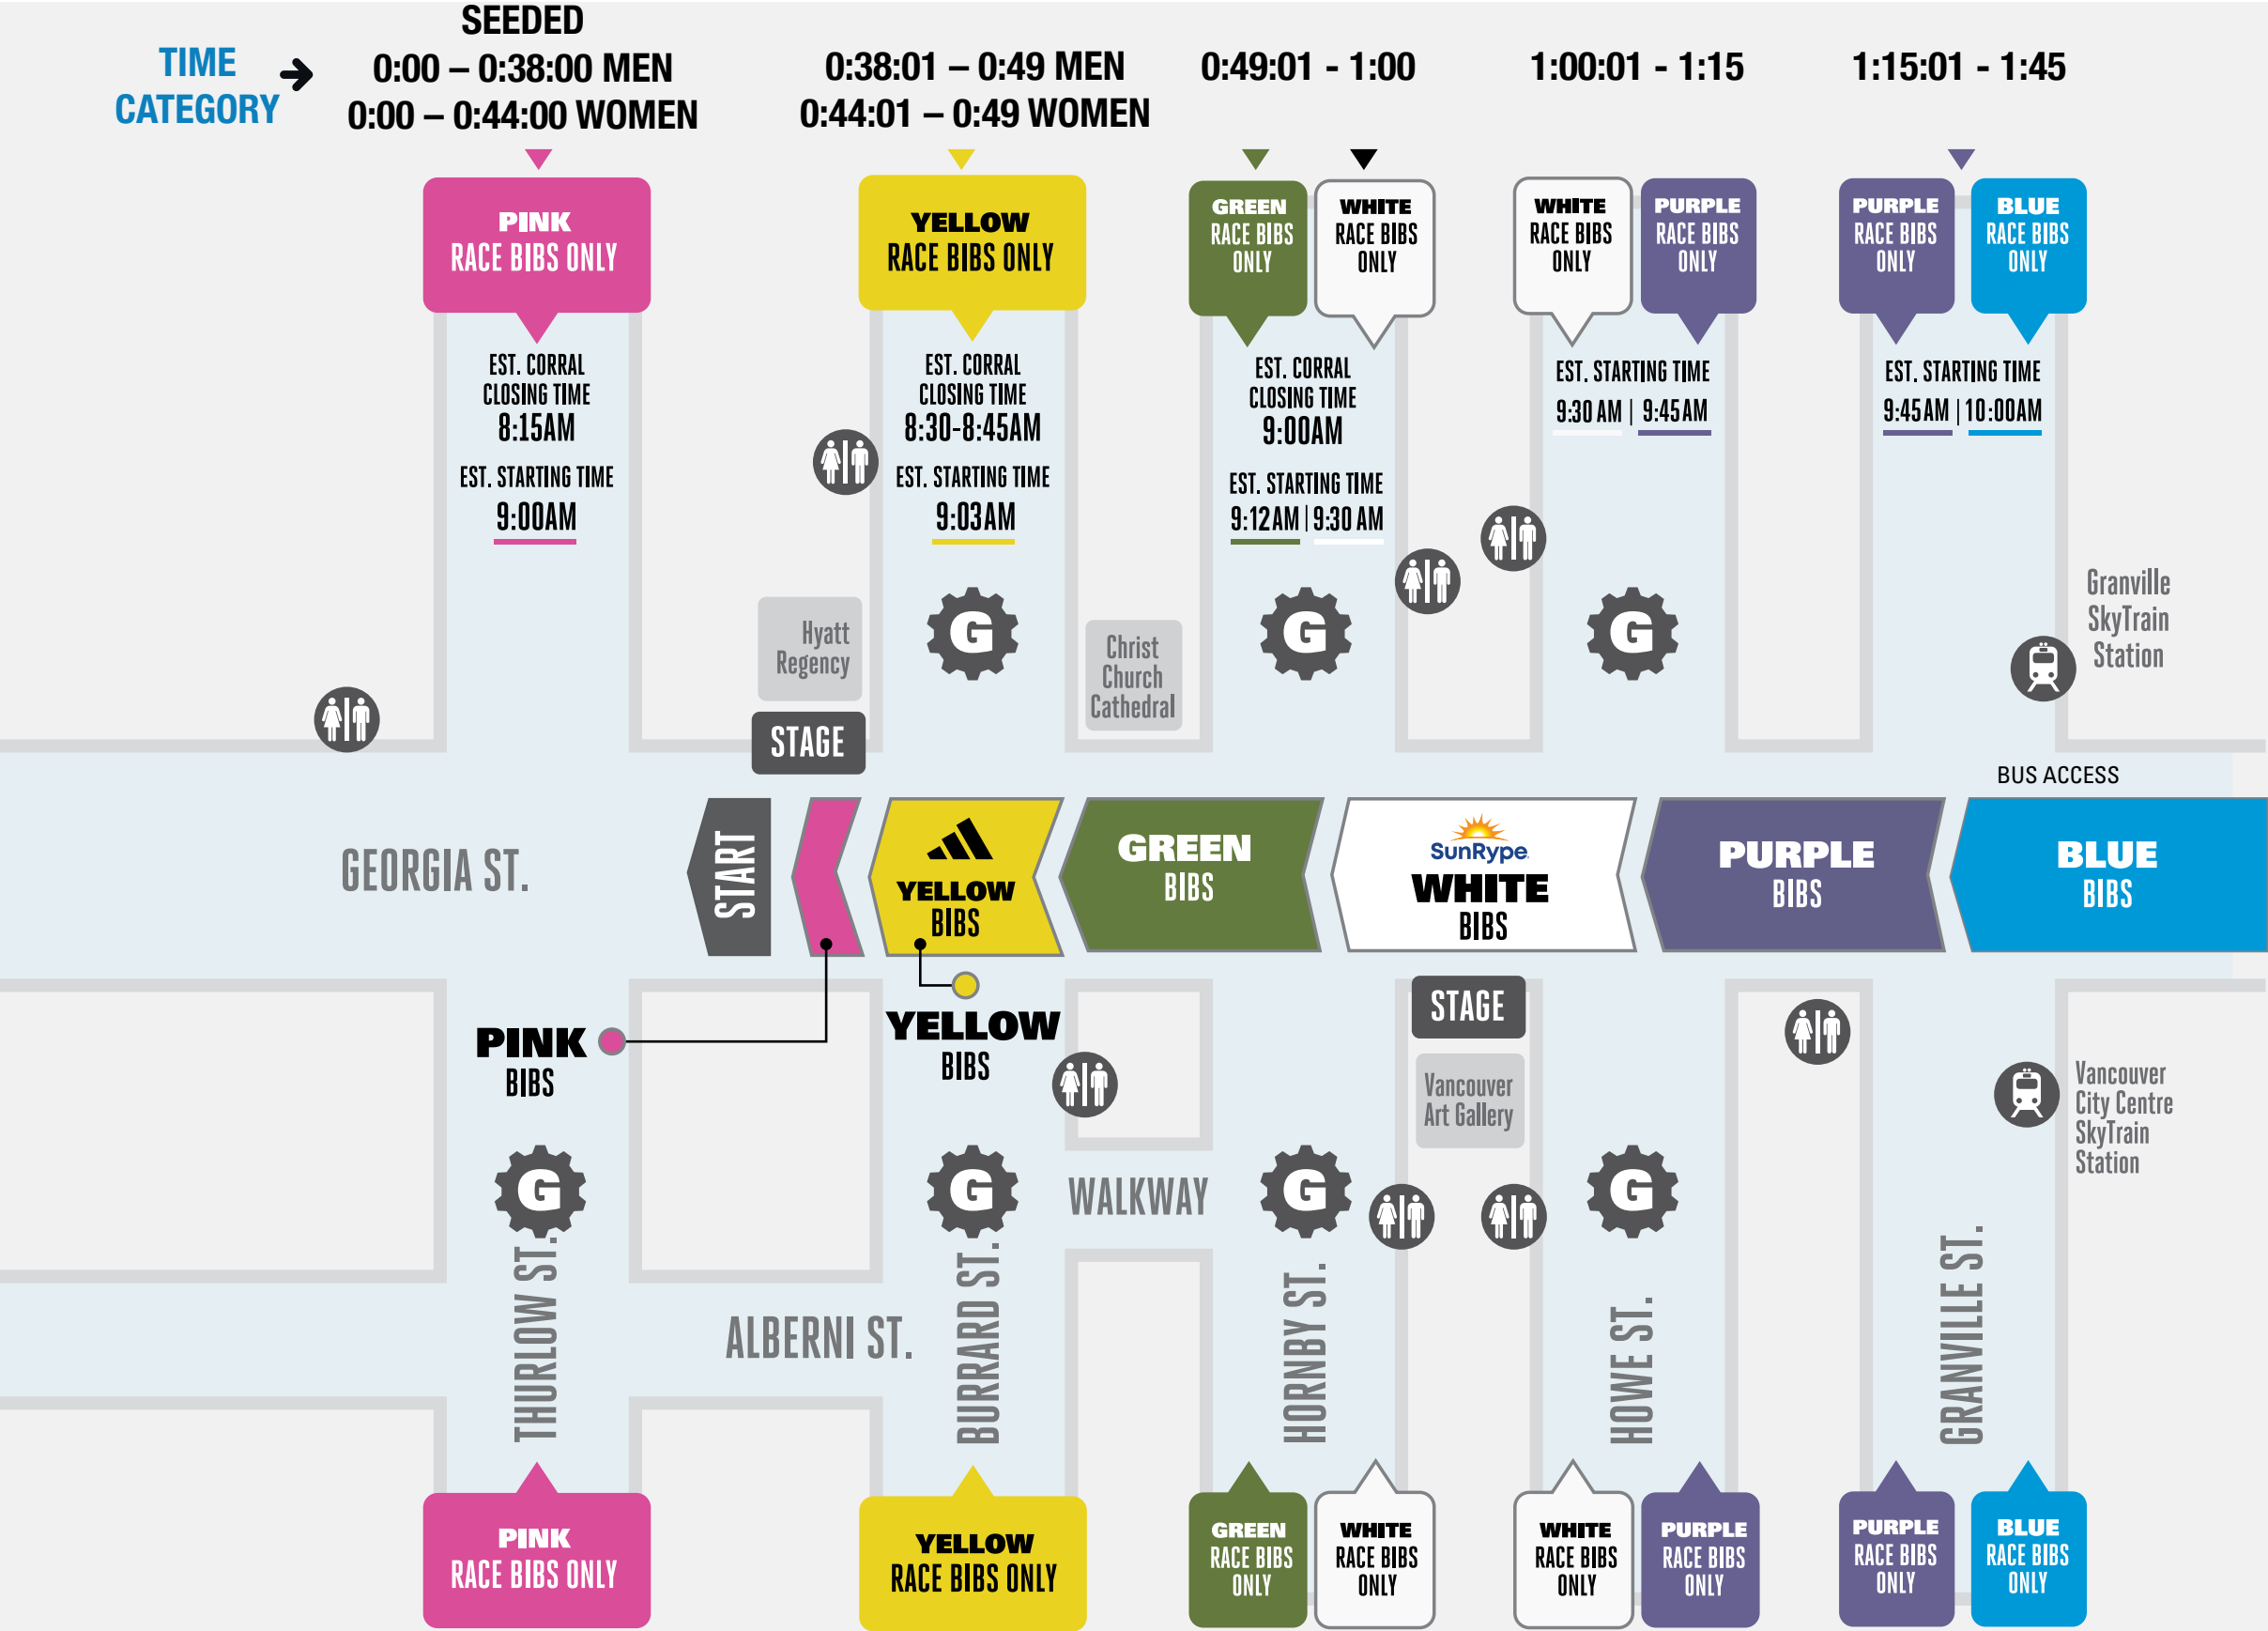 TIME
CATEGORY
SEEDED
0:00 – 0:38:00 MEN
0:00 – 0:44:00 WOMEN
0:38:01 – 0:49 MEN
0:44:01 – 0:49 WOMEN
0:49:01 - 1:00
1:00:01 - 1:15
1:15:01 - 1:45
PINK
RACE BIBS ONLY
YELLOW
RACE BIBS ONLY
GREEN
RACE BIBS
ONLY
WHITE
RACE BIBS
ONLY
WHITE
RACE BIBS
ONLY
PURPLE
RACE BIBS
ONLY
PURPLE
RACE BIBS
ONLY
BLUE
RACE BIBS
ONLY
EST. CORRAL
CLOSING TIME
8:15AM
EST. STARTING TIME
9:00AM
EST. CORRAL
CLOSING TIME
8:30-8:45AM
EST. STARTING TIME
9:03AM
EST. CORRAL
CLOSING TIME
9:00AM
EST. STARTING TIME
9:12AM | 9:30 AM
EST. STARTING TIME
9:30 AM | 9:45AM
EST. STARTING TIME
9:45AM | 10:00AM
G
G
G
Hyatt
Regency
Christ
Church
Cathedral
Granville
SkyTrain
Station
STAGE
BUS ACCESS
GEORGIA ST.
START
YELLOW
BIBS
GREEN
BIBS
SunRype
WHITE
BIBS
PURPLE
BIBS
BLUE
BIBS
PINK
BIBS
YELLOW
BIBS
STAGE
Vancouver
Art Gallery
Vancouver
City Centre
SkyTrain
Station
G
G
G
G
WALKWAY
THURLOW ST.
ALBERNI ST.
BURRARD ST.
HORNBY ST.
HOWE ST.
GRANVILLE ST.
PINK
RACE BIBS ONLY
YELLOW
RACE BIBS ONLY
GREEN
RACE BIBS
ONLY
WHITE
RACE BIBS
ONLY
WHITE
RACE BIBS
ONLY
PURPLE
RACE BIBS
ONLY
PURPLE
RACE BIBS
ONLY
BLUE
RACE BIBS
ONLY